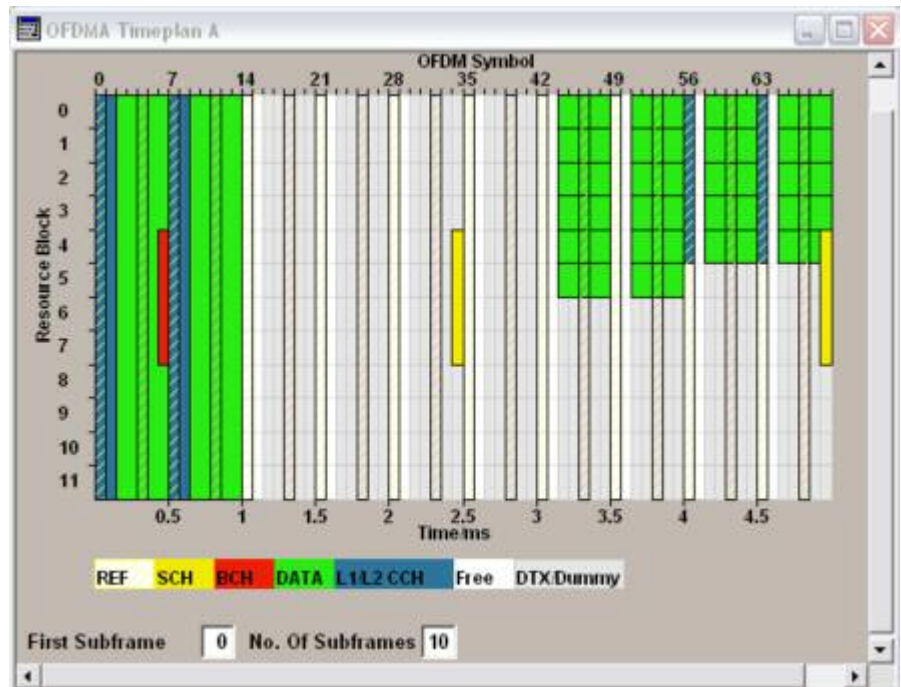 OFDMA Timeplan A
OFDM Symbol
0 7 14 21 28 35 42 49 56 63
Resource Block
0
1
2
3
4
5
6
7
8
9
10
11
0.5 1 1.5 2 2.5 3 3.5 4 4.5
Time/ms
REF SCH BCH DATA L1/L2 CCH Free DTX/Dummy
First Subframe 0 No. Of Subframes 10